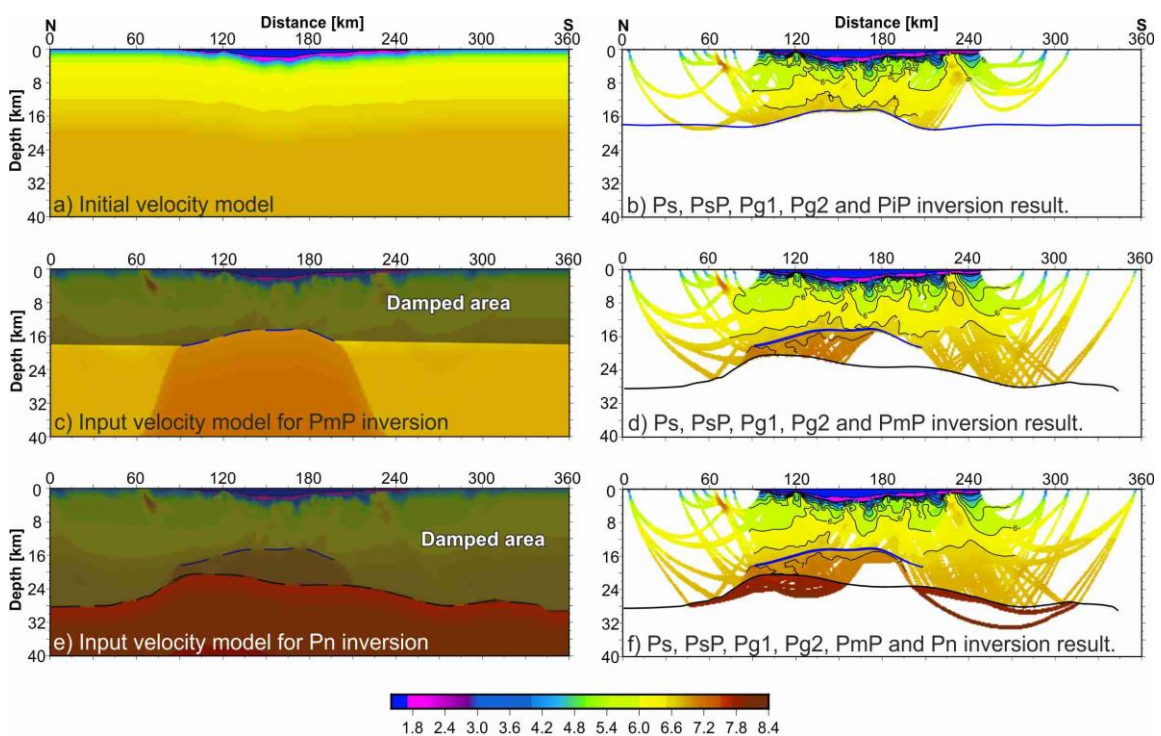 N Distance [km] S
0 60 120 180 240 300 360
Depth [km]
0
8
16
24
32
40
a) Initial velocity model
N Distance [km] S
0 60 120 180 240 300 360
Depth [km]
0
8
16
24
32
40
b) Ps, PsP, Pg1, Pg2 and PiP inversion result.
0 60 120 180 240 300 360
Depth [km]
0
8
16
24
32
40
Damped area
c) Input velocity model for PmP inversion
0 60 120 180 240 300 360
Depth [km]
0
8
16
24
32
40
d) Ps, PsP, Pg1, Pg2 and PmP inversion result.
0 60 120 180 240 300 360
Depth [km]
0
8
16
24
32
40
Damped area
e) Input velocity model for Pn inversion
0 60 120 180 240 300 360
Depth [km]
0
8
16
24
32
40
f) Ps, PsP, Pg1, Pg2, PmP and Pn inversion result.
1.8 2.4 3.0 3.6 4.2 4.8 5.4 6.0 6.6 7.2 7.8 8.4